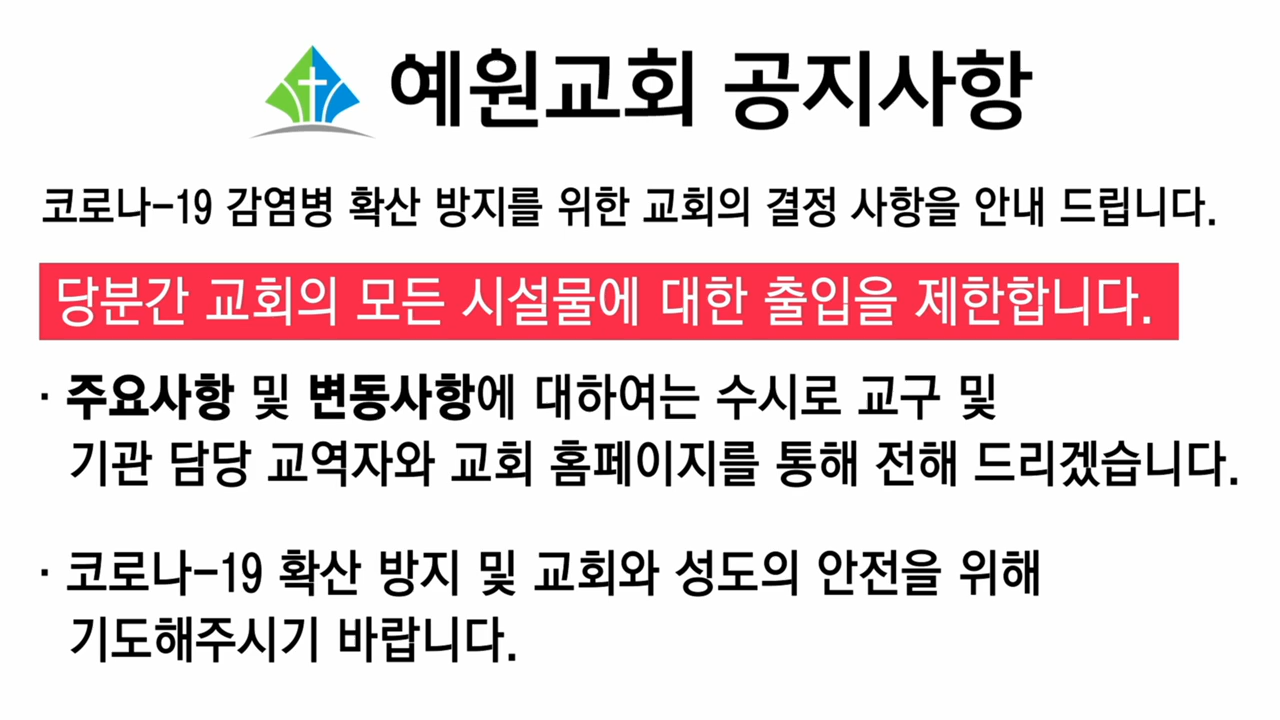 예원교회 공지사항
코로나-19 감염병 확산 방지를 위한 교회의 결정 사항을 안내 드립니다.
당분간 교회의 모든 시설물에 대한 출입을 제한합니다.
· 주요사항 및 변동사항에 대하여는 수시로 교구 및
기관 담당 교역자와 교회 홈페이지를 통해 전해 드리겠습니다.
· 코로나-19 확산 방지 및 교회와 성도의 안전을 위해
기도해주시기 바랍니다.